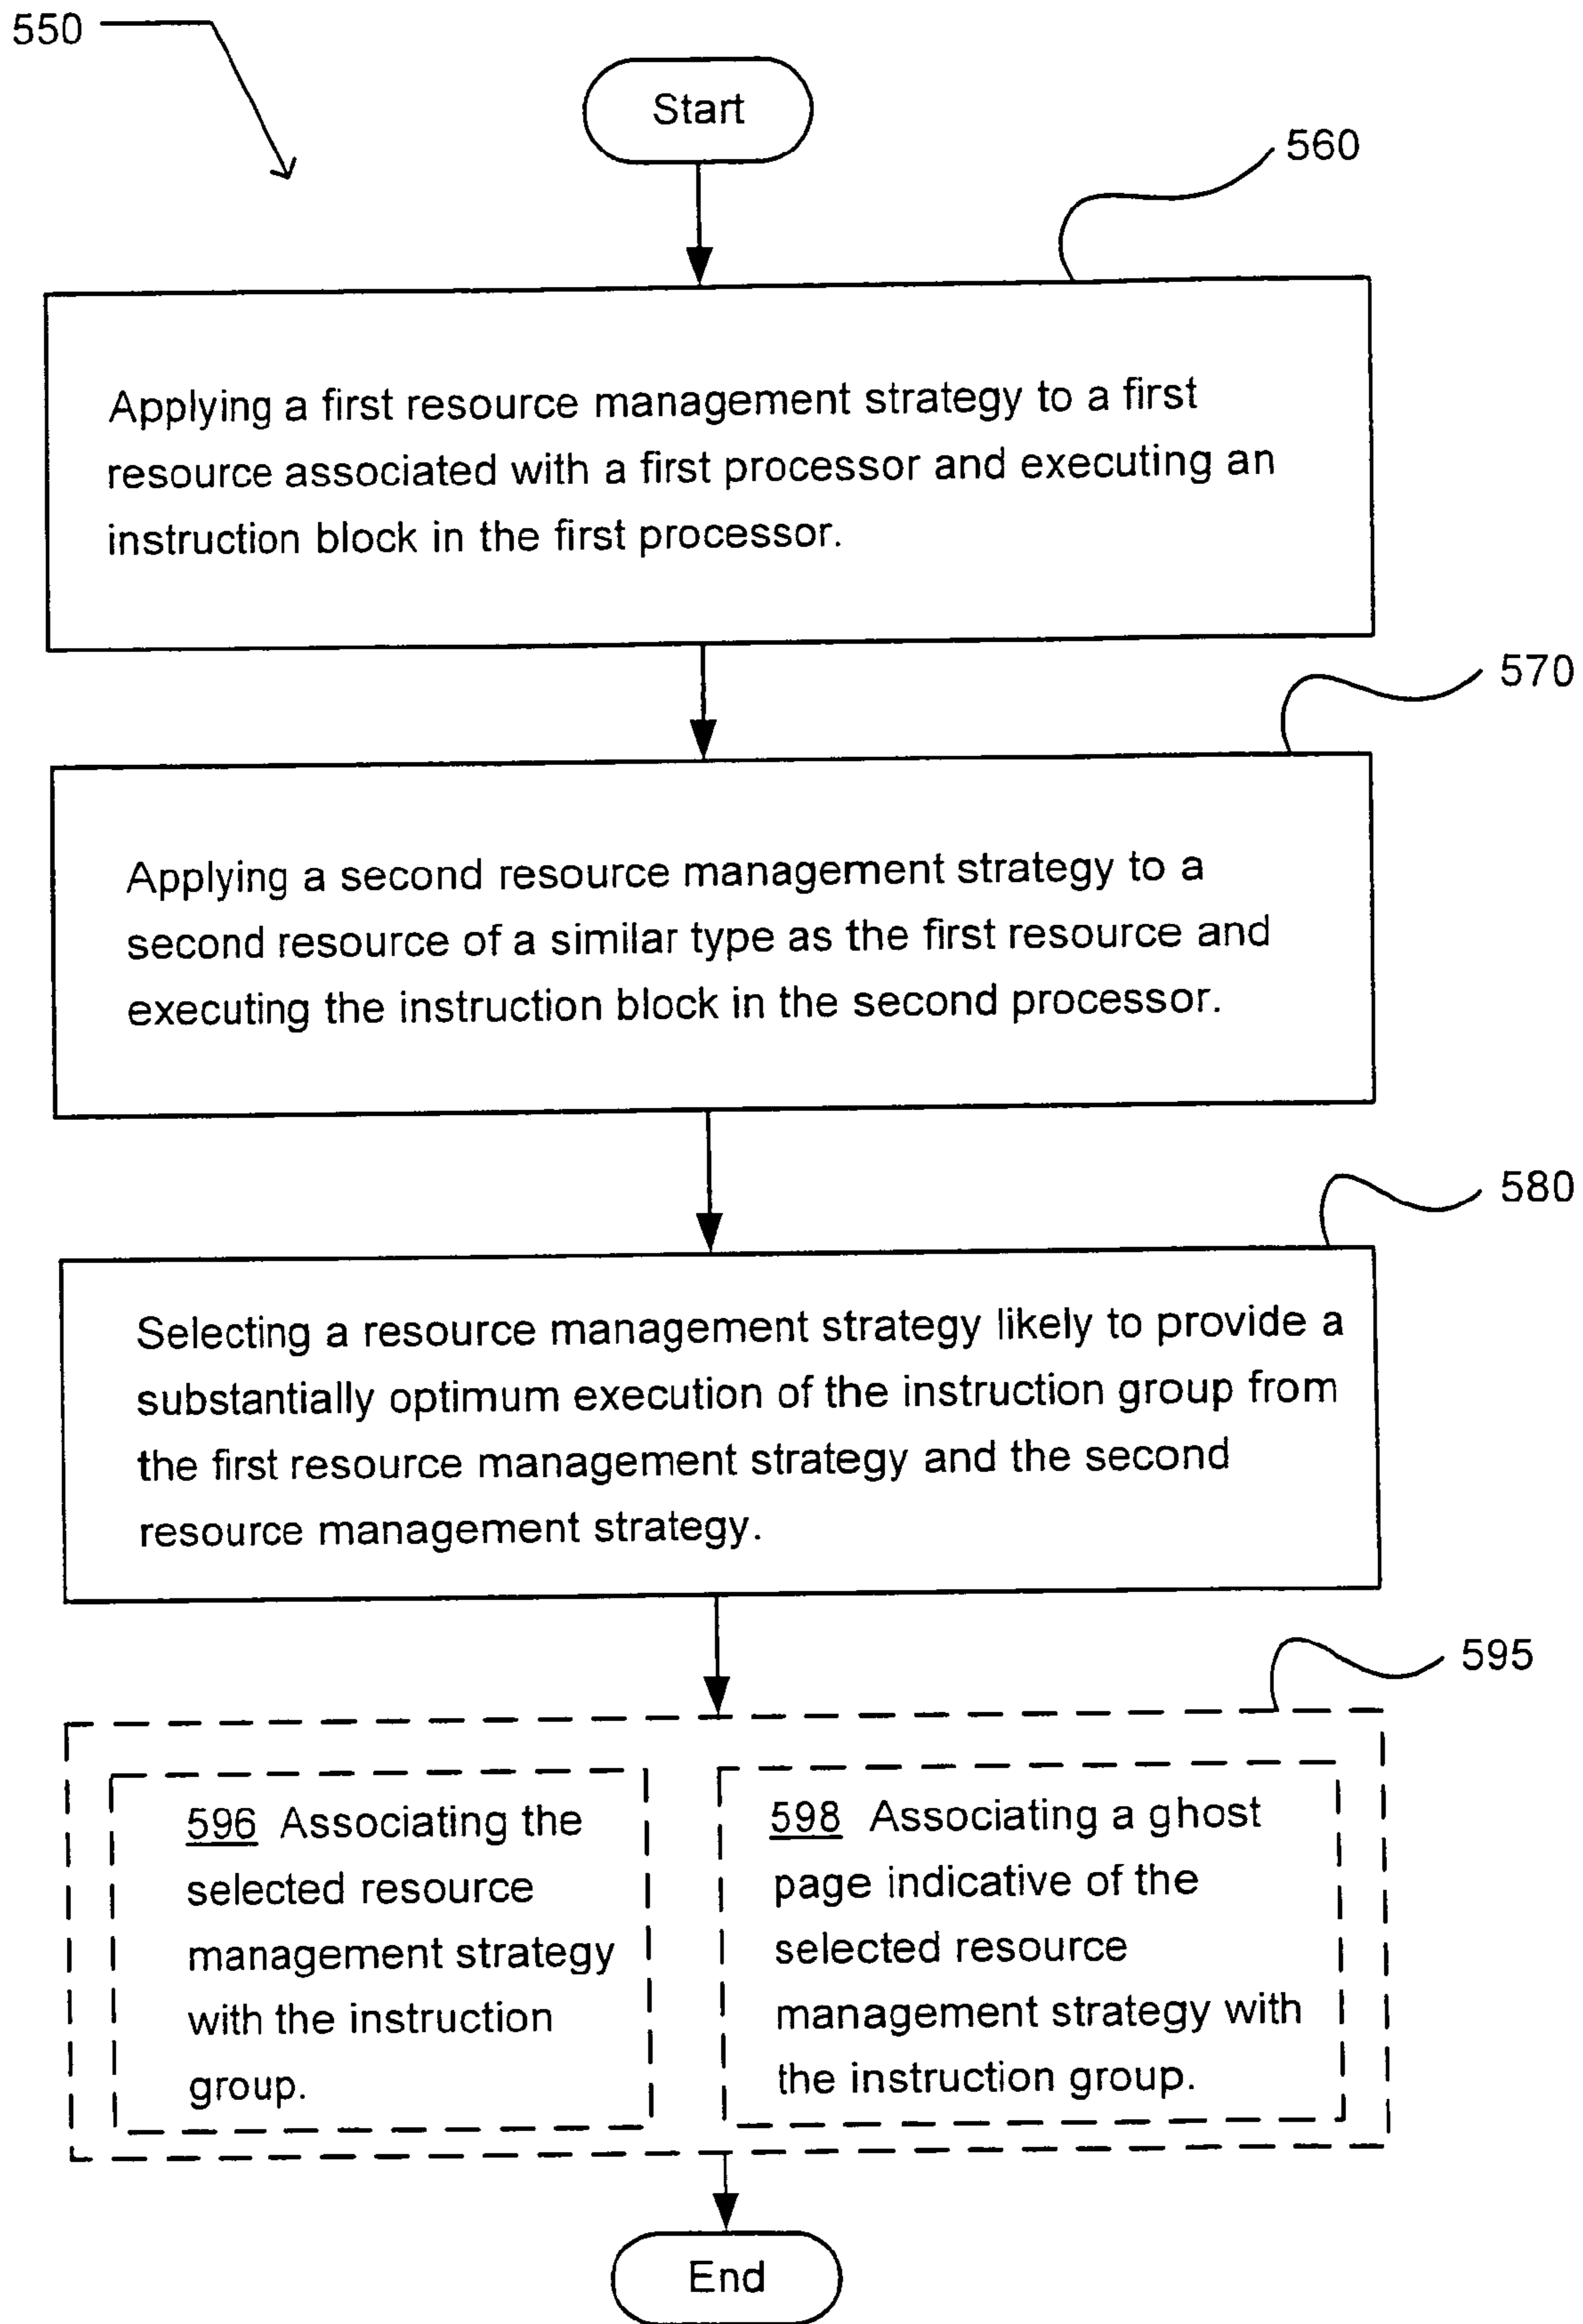 550
Start
560
Applying a first resource management strategy to a first
resource associated with a first processor and executing an
instruction block in the first processor.
570
Applying a second resource management strategy to a
second resource of a similar type as the first resource and
executing the instruction block in the second processor.
580
Selecting a resource management strategy likely to provide a
substantially optimum execution of the instruction group from
the first resource management strategy and the second
resource management strategy.
595
596 Associating the
selected resource
management strategy
with the instruction
group.
598 Associating a ghost
page indicative of the
selected resource
management strategy with
the instruction group.
End